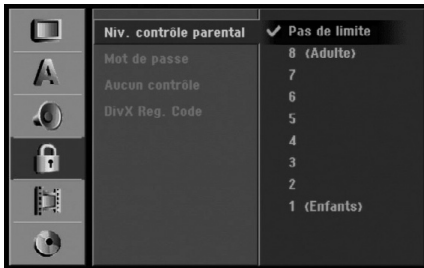 Niv. contrôle parental
Mot de passe
Aucun contrôle
DivX Reg. Code
Pas de limite
8 (Adulte)
7
6
5
4
3
2
1 (Enfants)